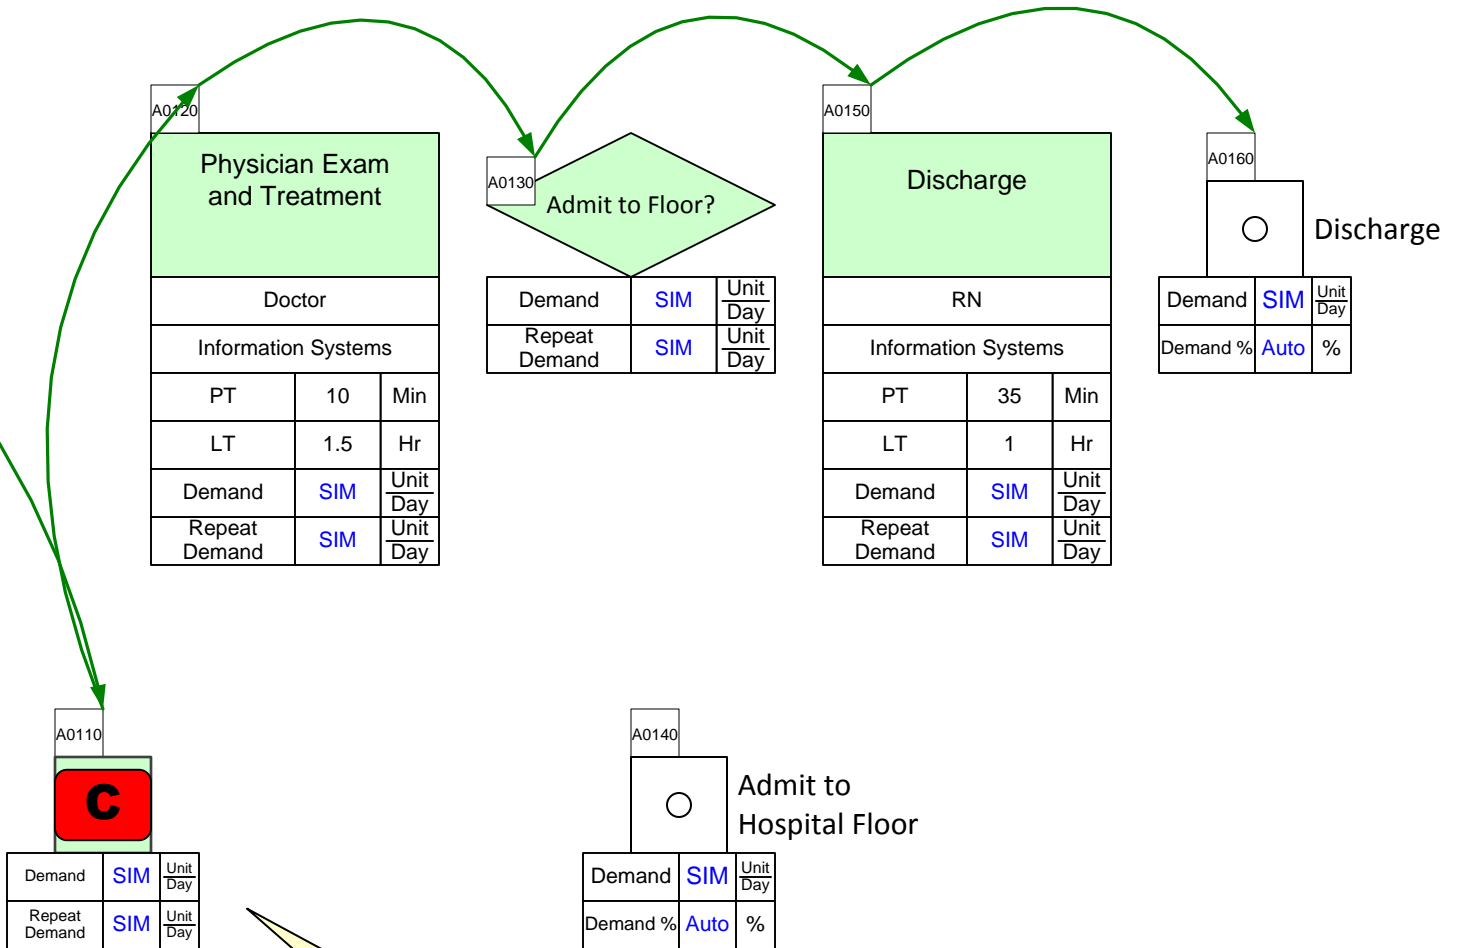 A0120
Physician Exam
and Treatment
Doctor
Information Systems
PT 10 Min
LT 1.5 Hr
Demand SIM Unit
Day
Repeat
Demand SIM Unit
Day
A0130
Admit to Floor?
Demand SIM Unit
Day
Repeat
Demand SIM Unit
Day
A0150
Discharge
RN
Information Systems
PT 35 Min
LT 1 Hr
Demand SIM Unit
Day
Repeat
Demand SIM Unit
Day
A0160
Discharge
Demand SIM Unit
Day
Demand % Auto %
A0110
C
Demand SIM Unit
Day
Repeat
Demand SIM Unit
Day
A0140
Admit to
Hospital Floor
Demand SIM Unit
Day
Demand % Auto %